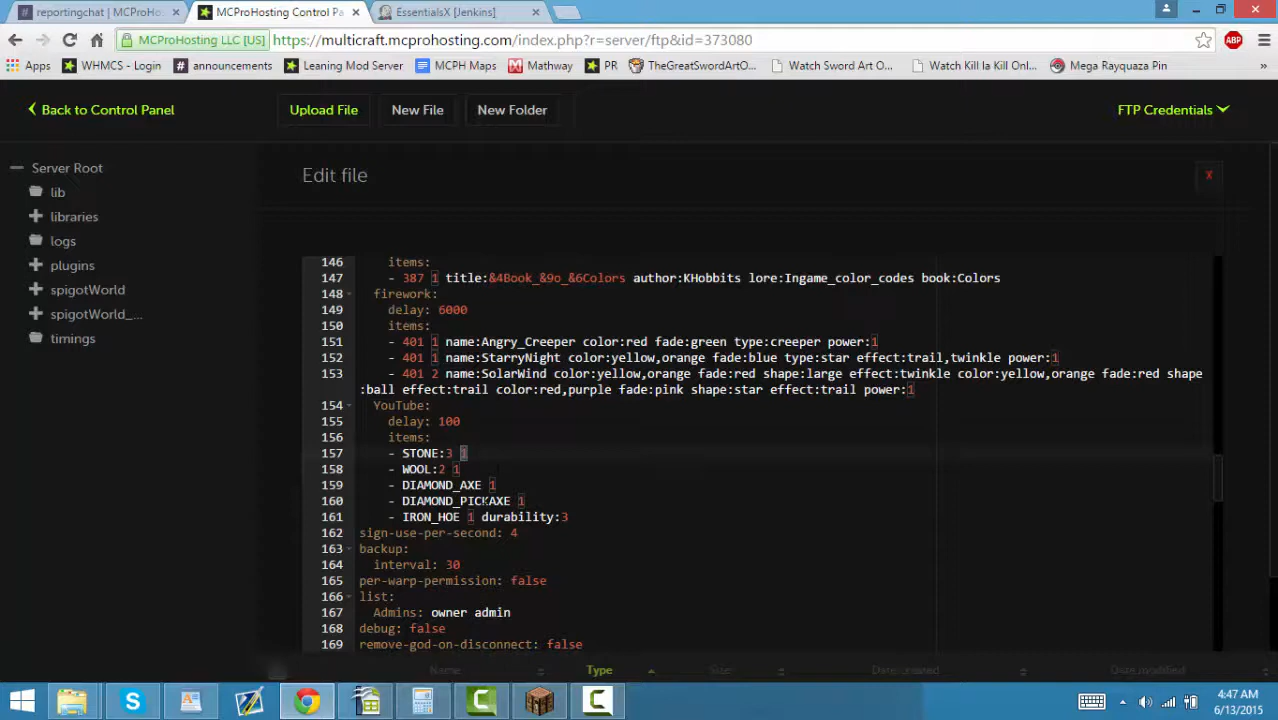 reportingchat | MCProHos
MCProHosting Control Pa
EssentialsX [Jenkins]
MCProHosting LLC [US] https://multicraft.mcprohosting.com/index.php?r=server/ftp&id=373080
ABP
Apps WHMCS - Login announcements Leaning Mod Server MCPH Maps Mathway PR TheGreatSwordArtO... Watch Sword Art O... Watch Kill la Kill Onl... Mega Rayquaza Pin »
Back to Control Panel Upload File New File New Folder FTP Credentials
Server Root
lib
libraries
logs
plugins
spigotWorld
spigotWorld_...
timings
Edit file
X
146 items:
147 - 387 1 title:&4Book_&9o_&6Colors author:KHobbits lore:Ingame_color_codes book:Colors
148 firework:
149 delay: 6000
150 items:
151 - 401 1 name:Angry_Creeper color:red fade:green type:creeper power:1
152 - 401 1 name:StarryNight color:yellow,orange fade:blue type:star effect:trail,twinkle power:1
153 - 401 2 name:SolarWind color:yellow,orange fade:red shape:large effect:twinkle color:yellow,orange fade:red shape
:ball effect:trail color:red,purple fade:pink shape:star effect:trail power:1
154 YouTube:
155 delay: 100
156 items:
157 - STONE:3 1
158 - WOOL:2 1
159 - DIAMOND_AXE 1
160 - DIAMOND_PICKAXE 1
161 - IRON_HOE 1 durability:3
162 sign-use-per-second: 4
163 backup:
164 interval: 30
165 per-warp-permission: false
166 list:
167 Admins: owner admin
168 debug: false
169 remove-god-on-disconnect: false
Name Type Size Date created Date modified
4:47 AM
6/13/2015